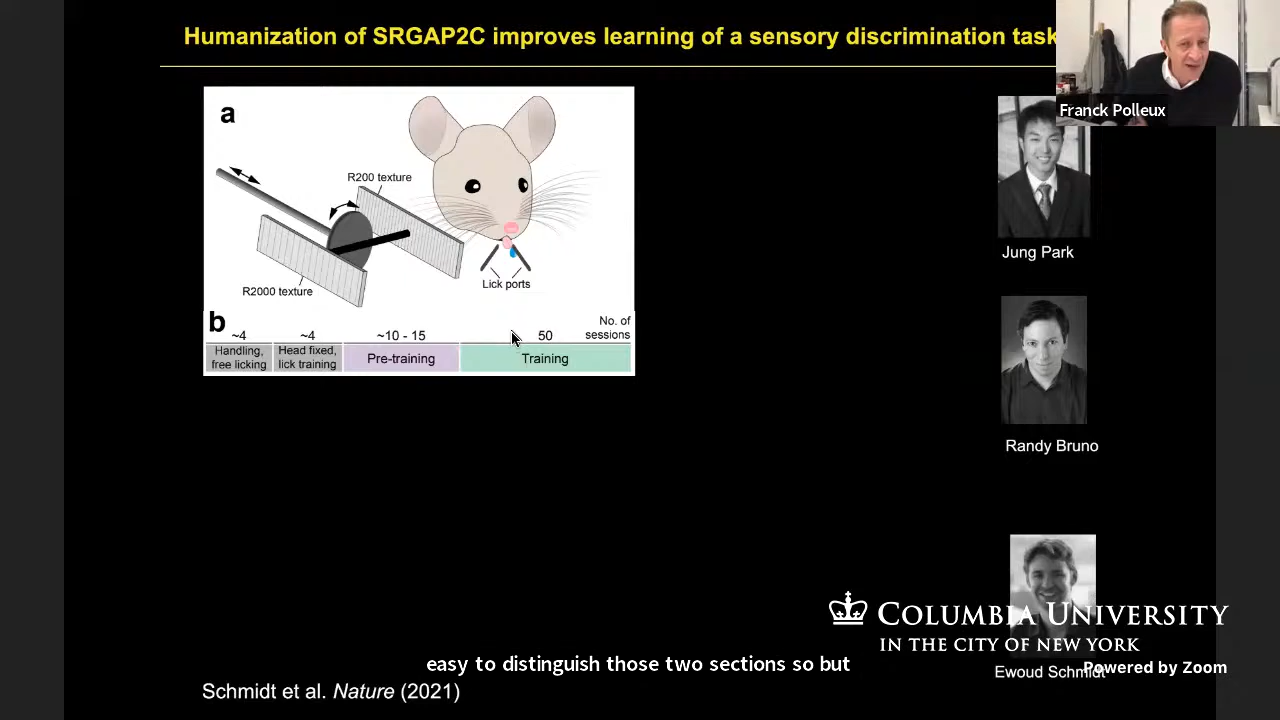 Humanization of SRGAP2C improves learning of a sensory discrimination task
Franck Polleux
a
R200 texture
R2000 texture
Lick ports
b
~4
~4
~10 - 15
50
No. of
sessions
Handling,
free licking
Head fixed,
lick training
Pre-training
Training
Jung Park
Randy Bruno
COLUMBIA UNIVERSITY
IN THE CITY OF NEW YORK
easy to distinguish those two sections so but
Ewoud Schmidt
Powered by Zoom
Schmidt et al. Nature (2021)